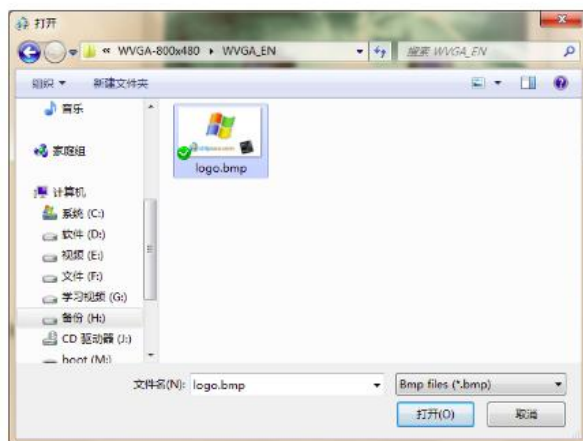 打开
« WVGA-800x480 ▸ WVGA_EN
搜索 WVGA_EN
组织
新建文件夹
音乐
家庭组
计算机
系统 (C:)
软件 (D:)
视频 (E:)
文件 (F:)
学习视频 (G:)
备份 (H:)
CD 驱动器 (J:)
boot (M:)
logo.bmp
文件名(N):
logo.bmp
Bmp files (*.bmp)
打开(O)
取消